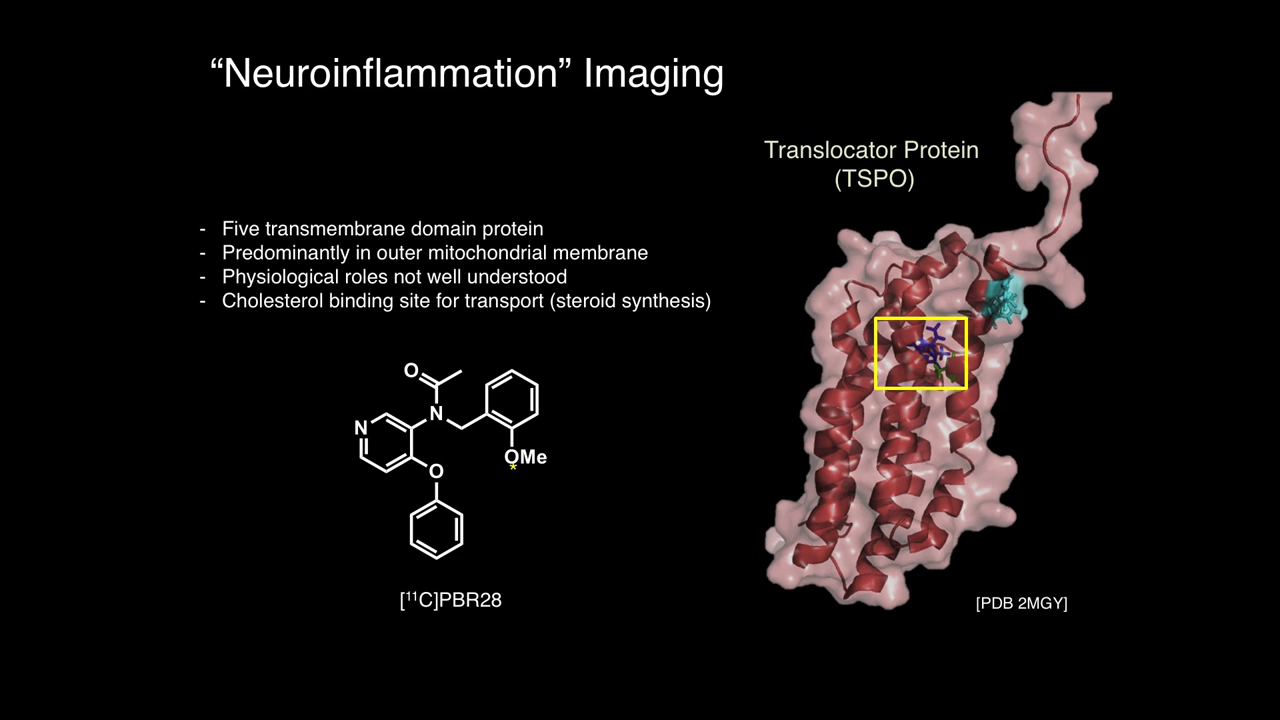 “Neuroinflammation” Imaging
Translocator Protein
(TSPO)
- Five transmembrane domain protein
- Predominantly in outer mitochondrial membrane
- Physiological roles not well understood
- Cholesterol binding site for transport (steroid synthesis)
O
N
N
OMe
*
O
[¹¹C]PBR28
[PDB 2MGY]